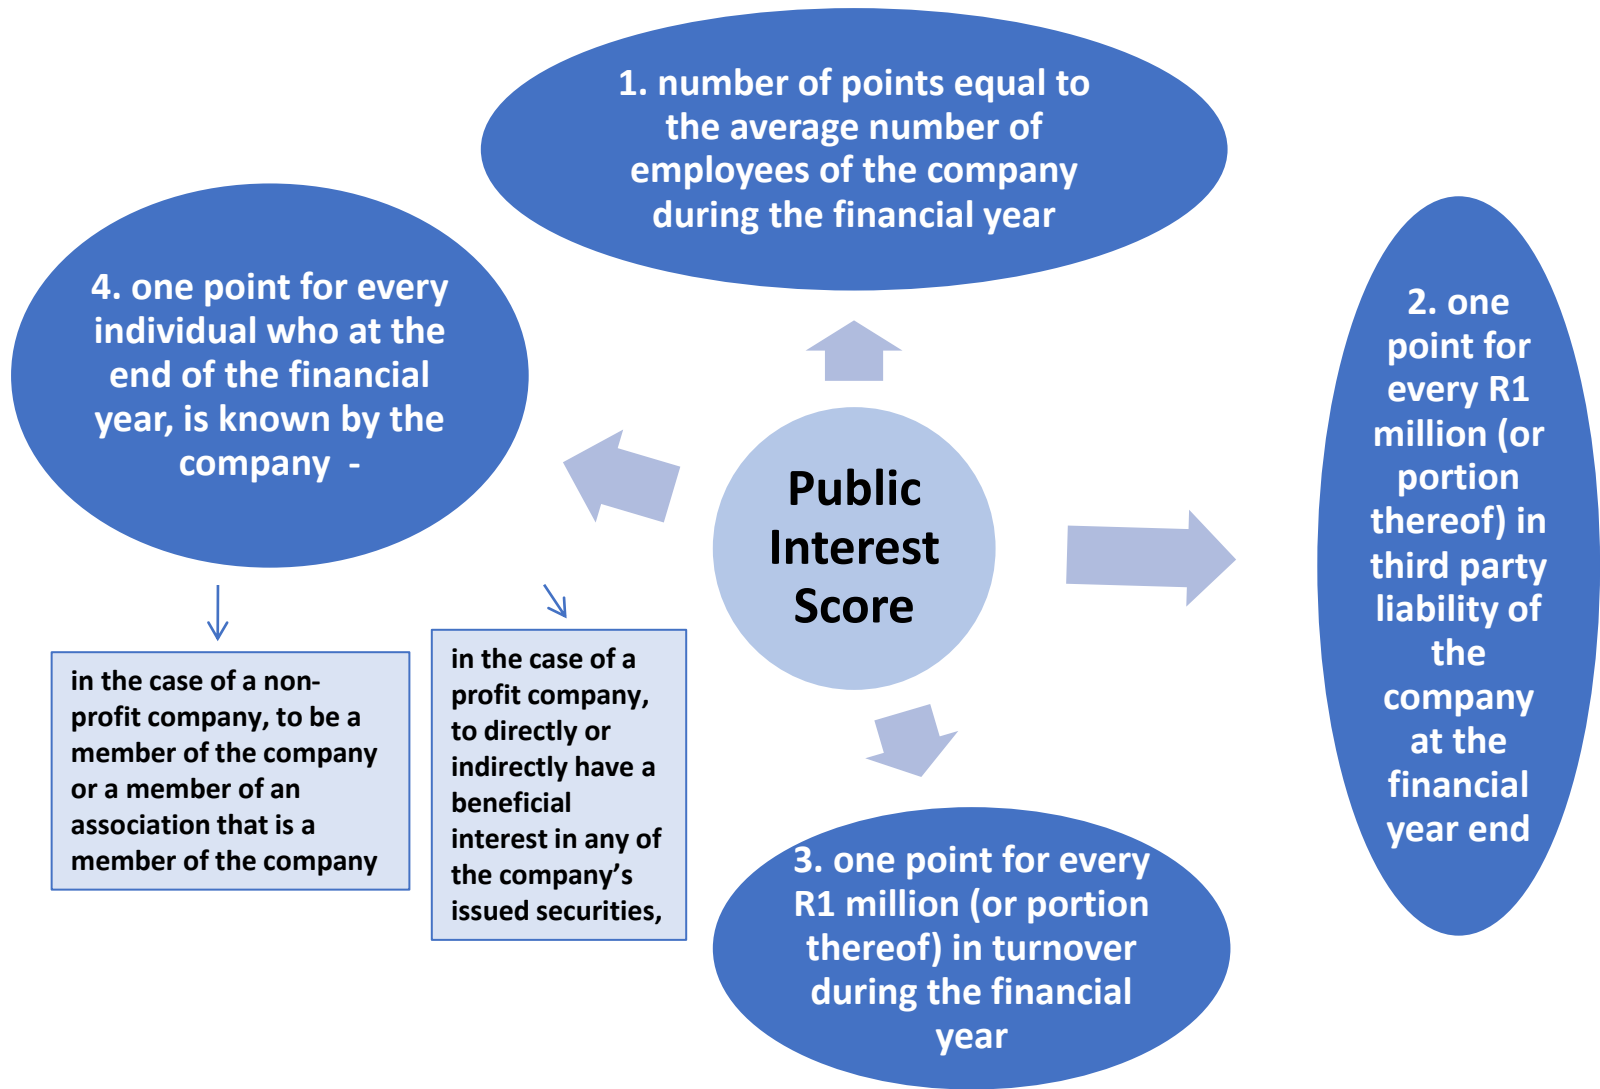 Public
Interest
Score
1. number of points equal to
the average number of
employees of the company
during the financial year
2. one
point for
every R1
million (or
portion
thereof) in
third party
liability of
the
company
at the
financial
year end
3. one point for every
R1 million (or portion
thereof) in turnover
during the financial
year
4. one point for every
individual who at the
end of the financial
year, is known by the
company -
in the case of a non-
profit company, to be a
member of the company
or a member of an
association that is a
member of the company
in the case of a
profit company,
to directly or
indirectly have a
beneficial
interest in any of
the company’s
issued securities,